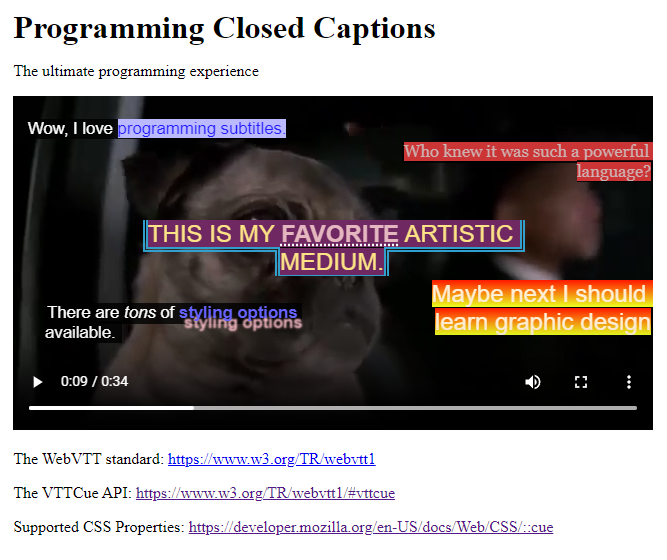 Programming Closed Captions
The ultimate programming experience
Wow, I love programming subtitles.
Who knew it was such a powerful
language?
THIS IS MY FAVORITE ARTISTIC
MEDIUM.
Maybe next I should
learn graphic design
There are tons of styling options
styling options
available.
0:09 / 0:34
The WebVTT standard: https://www.w3.org/TR/webvtt1
The VTTCue API: https://www.w3.org/TR/webvtt1/#vttcue
Supported CSS Properties: https://developer.mozilla.org/en-US/docs/Web/CSS/::cue